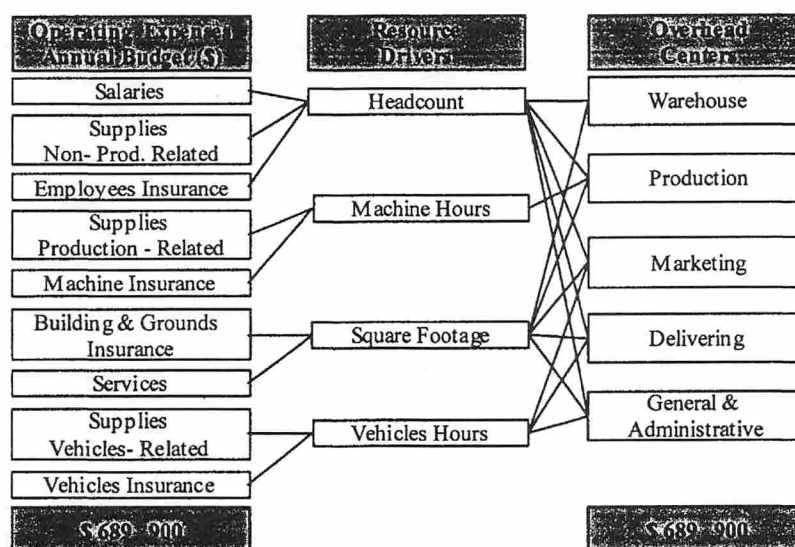 Operating Expenses
Annual Budget ($)
Salaries
Supplies
Non- Prod. Related
Employees Insurance
Supplies
Production - Related
Machine Insurance
Building & Grounds
Insurance
Services
Supplies
Vehicles- Related
Vehicles Insurance
$ 689 900
Resource
Drivers
Headcount
Machine Hours
Square Footage
Vehicles Hours
Overhead
Centers
Warehouse
Production
Marketing
Delivering
General &
Administrative
$ 689 900